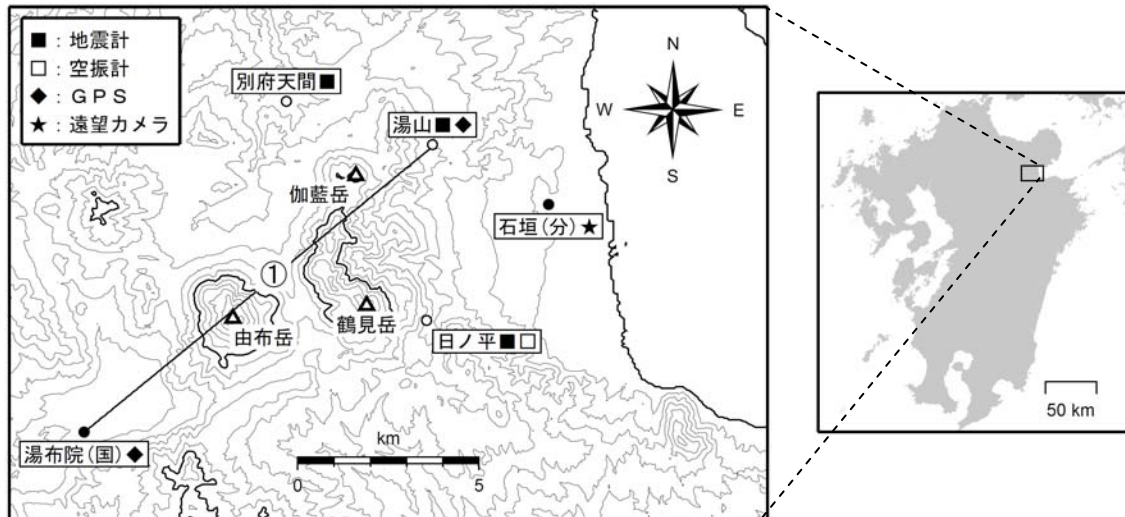 ■：地震計
□：空振計
◆：ＧＰＳ
★：遠望カメラ
別府天間■
湯山■◆
伽藍岳
N
W
E
S
石垣(分)★
①
由布岳
鶴見岳
日ノ平■□
湯布院(国)◆
km
0
5
50 km